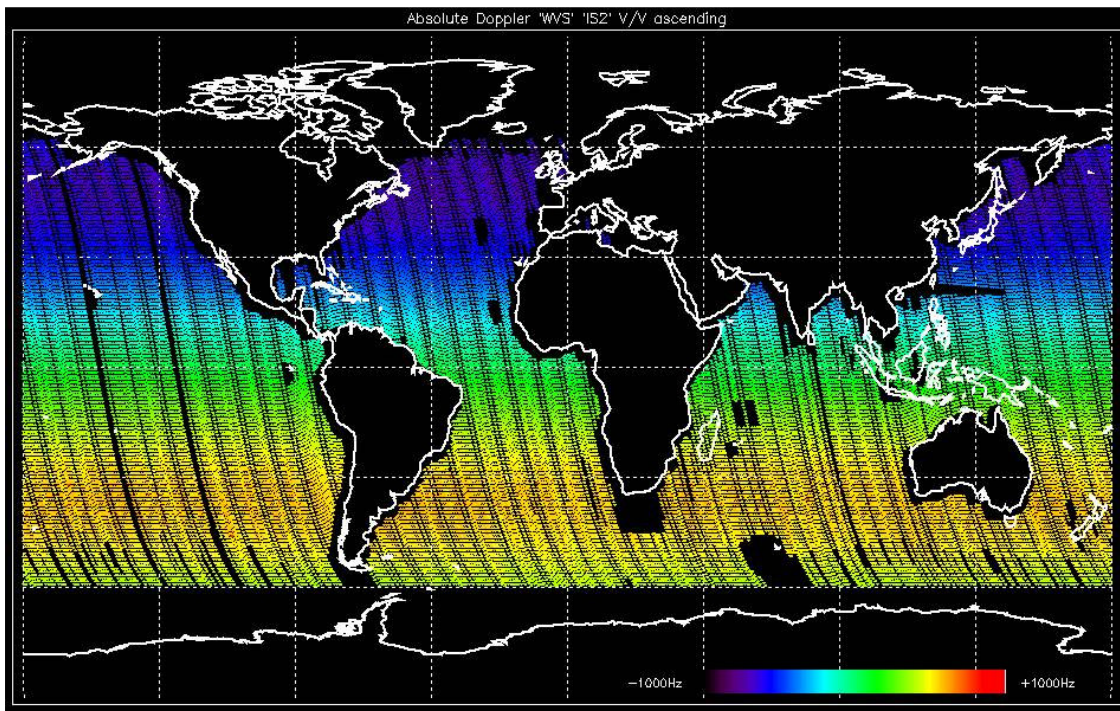 Absolute Doppler 'WVS' 'IS2' V/V ascending
-1000Hz +1000Hz